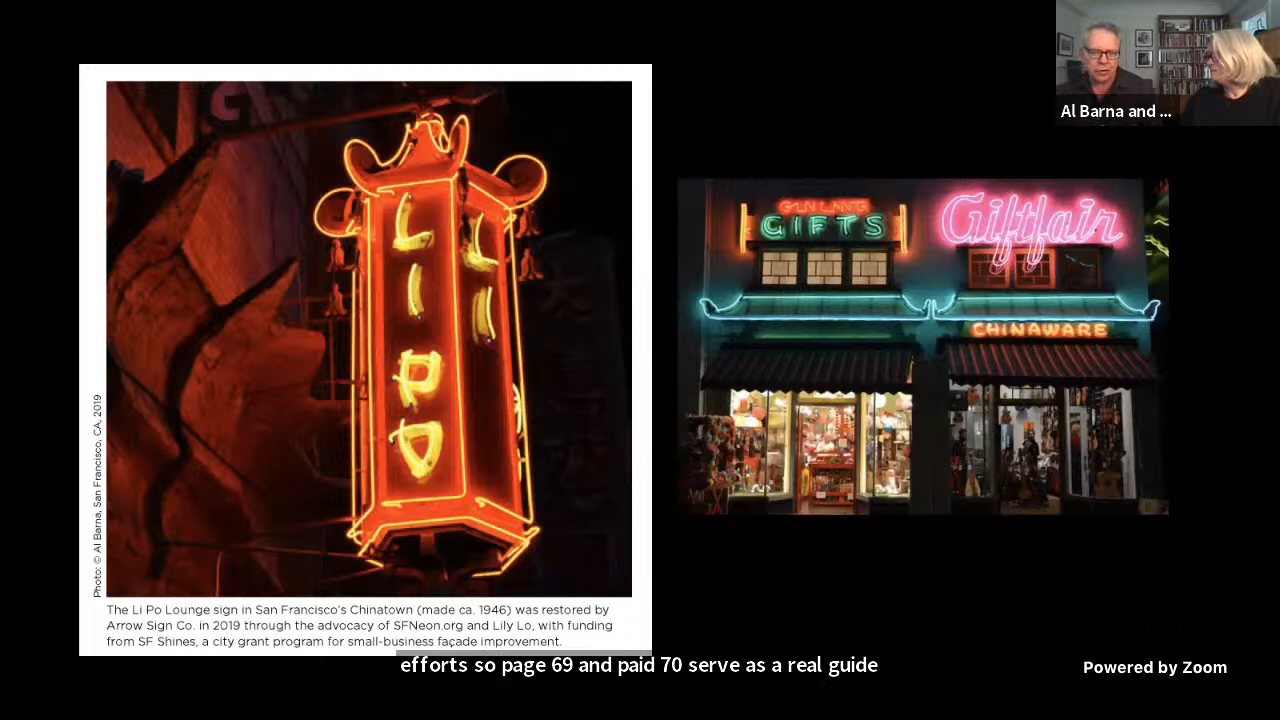 Al Barna and ...
LI PO
LI
GIFTS
Giftfair
CHINAWARE
Photo: © Al Barna, San Francisco, CA, 2019
The Li Po Lounge sign in San Francisco's Chinatown (made ca. 1946) was restored by
Arrow Sign Co. in 2019 through the advocacy of SFNeon.org and Lily Lo, with funding
from SF Shines, a city grant program for small-business façade improvement.
efforts so page 69 and paid 70 serve as a real guide
Powered by Zoom